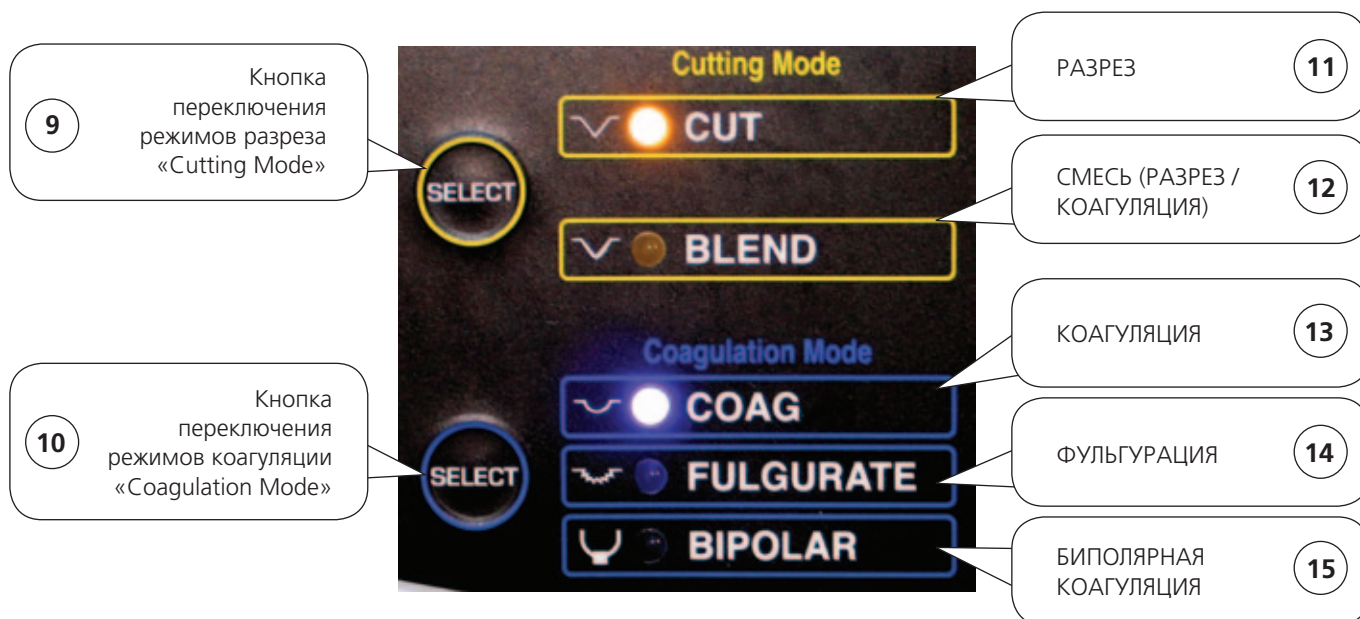 9
Кнопка
переключения
режимов разреза
«Cutting Mode»
10
Кнопка
переключения
режимов коагуляции
«Coagulation Mode»
Cutting Mode
SELECT
CUT
BLEND
Coagulation Mode
SELECT
COAG
FULGURATE
BIPOLAR
РАЗРЕЗ
11
СМЕСЬ (РАЗРЕЗ /
КОАГУЛЯЦИЯ)
12
КОАГУЛЯЦИЯ
13
ФУЛЬГУРАЦИЯ
14
БИПОЛЯРНАЯ
КОАГУЛЯЦИЯ
15